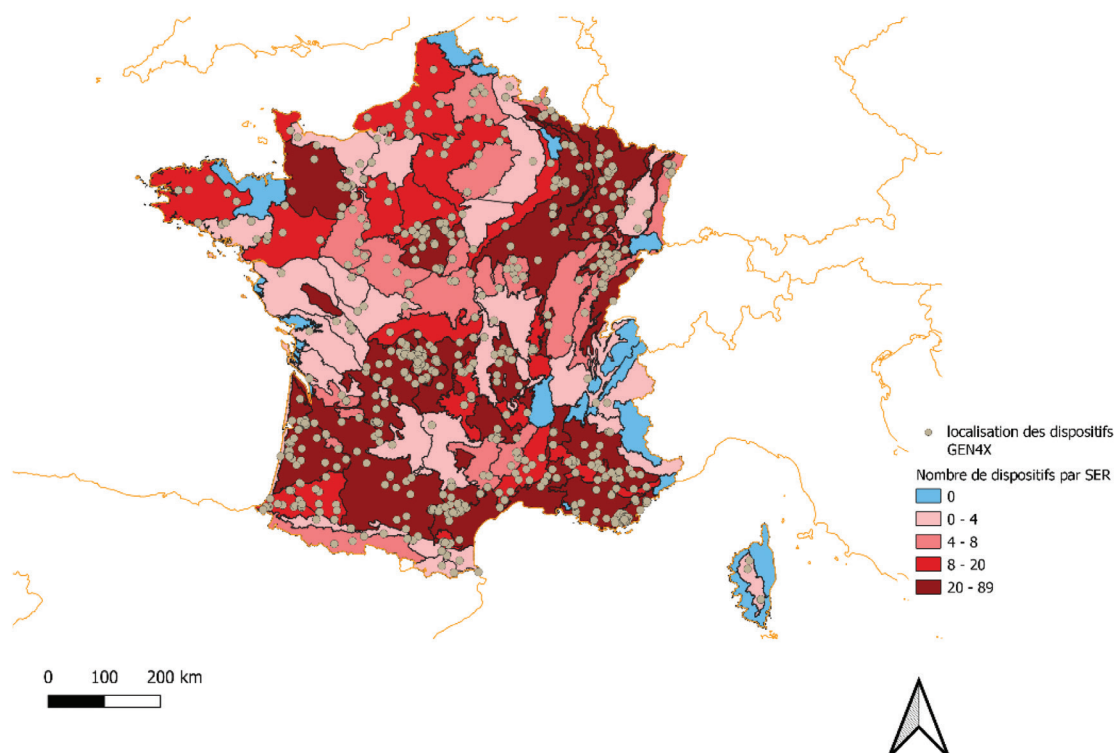 localisation des dispositifs
GEN4X
Nombre de dispositifs par SER
0
0 - 4
4 - 8
8 - 20
20 - 89
0 100 200 km